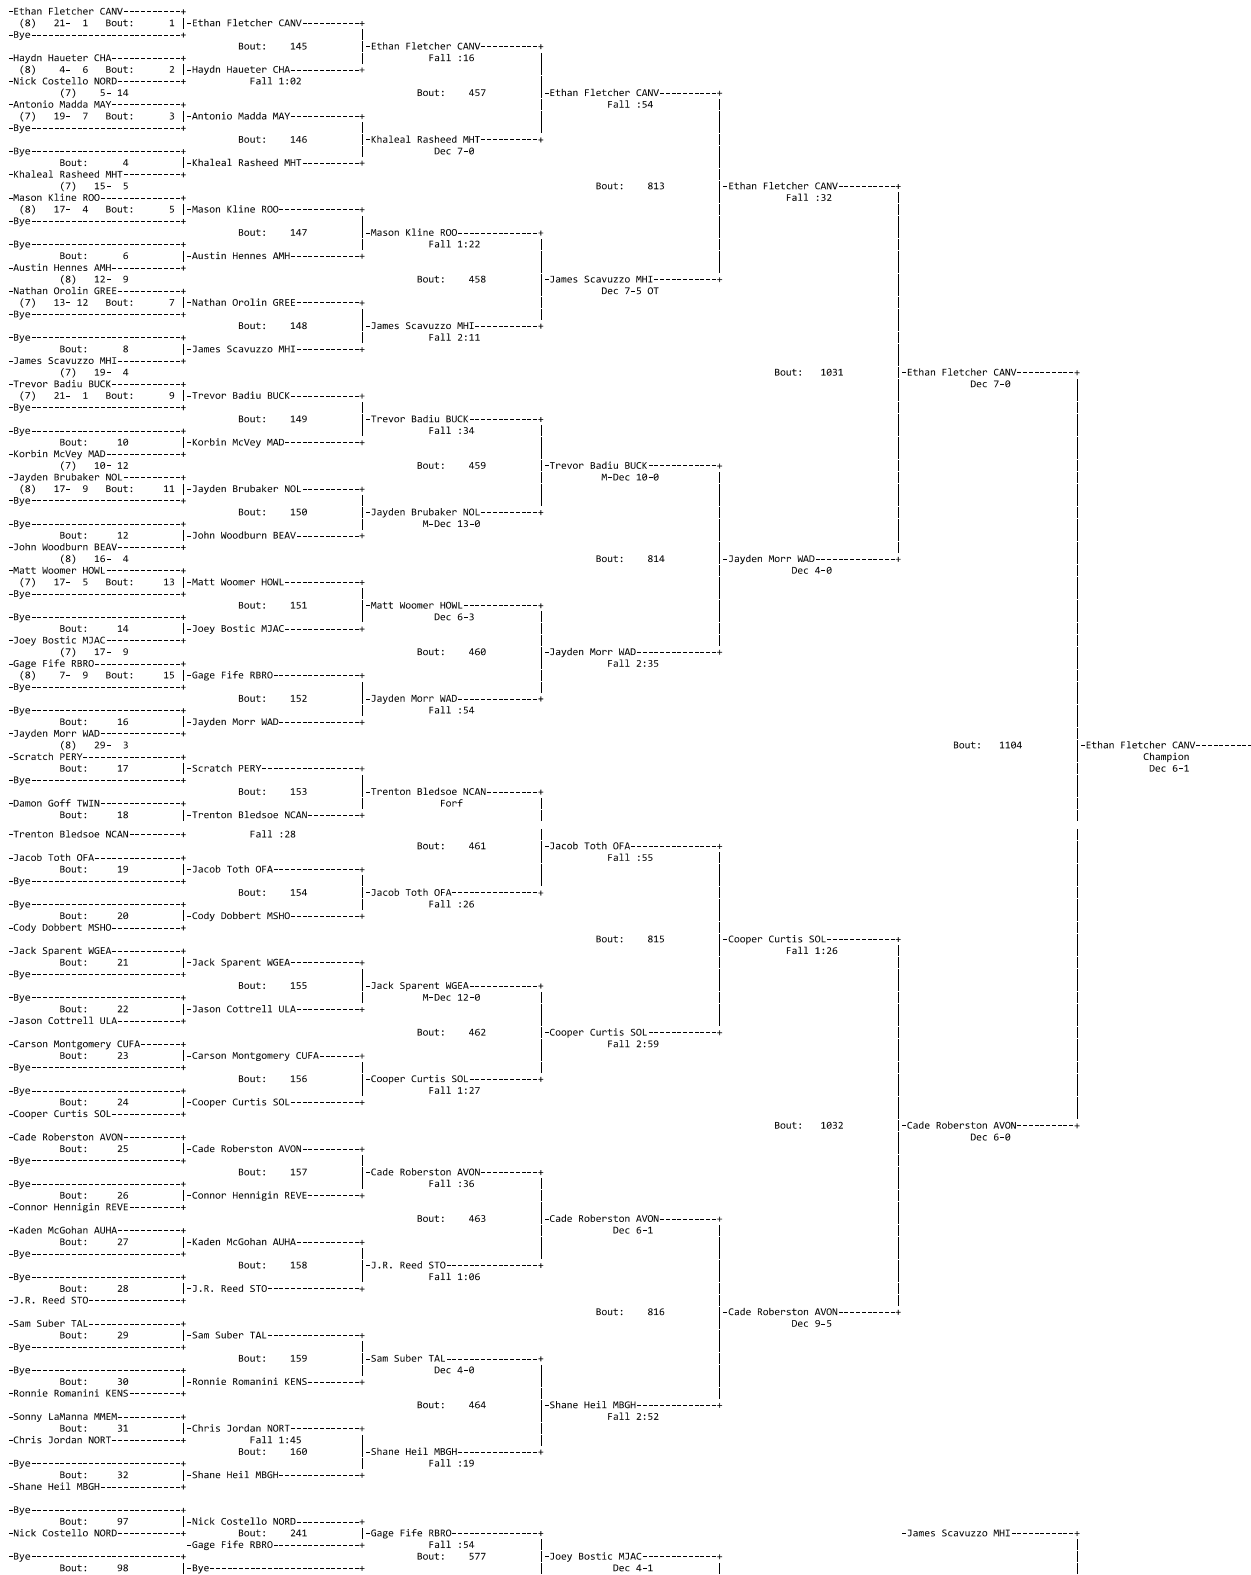 -Ethan Fletcher CANV----------+
(8) 21- 1 Bout: 1 |-Ethan Fletcher CANV----------+
-Bye--------------------------+ |
Bout: 145 |-Ethan Fletcher CANV----------+
-Haydn Haueter CHA------------+ | Fall :16 |
(8) 4- 6 Bout: 2 |-Haydn Haueter CHA------------+ |
-Nick Costello NORD-----------+ Fall 1:02 |
(7) 5- 14 Bout: 457 |-Ethan Fletcher CANV----------+
-Antonio Madda MAY------------+ | Fall :54 |
(7) 19- 7 Bout: 3 |-Antonio Madda MAY------------+ | |
-Bye--------------------------+ | | |
Bout: 146 |-Khaleal Rasheed MHT----------+ |
-Bye--------------------------+ | Dec 7-0 |
Bout: 4 |-Khaleal Rasheed MHT----------+ |
-Khaleal Rasheed MHT----------+ |
(7) 15- 5 Bout: 813 |-Ethan Fletcher CANV----------+
-Mason Kline ROO--------------+ | Fall :32 |
(8) 17- 4 Bout: 5 |-Mason Kline ROO--------------+ | |
-Bye--------------------------+ | | |
Bout: 147 |-Mason Kline ROO--------------+ | |
-Bye--------------------------+ | Fall 1:22 | | |
Bout: 6 |-Austin Hennes AMH------------+ | | |
-Austin Hennes AMH------------+ | | |
(8) 12- 9 Bout: 458 |-James Scavuzzo MHI-----------+ |
-Nathan Orolin GREE-----------+ | Dec 7-5 OT |
(7) 13- 12 Bout: 7 |-Nathan Orolin GREE-----------+ | |
-Bye--------------------------+ | | |
Bout: 148 |-James Scavuzzo MHI-----------+ |
-Bye--------------------------+ | Fall 2:11 |
Bout: 8 |-James Scavuzzo MHI-----------+ |
-James Scavuzzo MHI-----------+ |
(7) 19- 4 Bout: 1031 |-Ethan Fletcher CANV----------+
-Trevor Badiu BUCK------------+ | Dec 7-0 |
(7) 21- 1 Bout: 9 |-Trevor Badiu BUCK------------+ | |
-Bye--------------------------+ | | |
Bout: 149 |-Trevor Badiu BUCK------------+ | |
-Bye--------------------------+ | Fall :34 | | |
Bout: 10 |-Korbin McVey MAD-------------+ | | |
-Korbin McVey MAD-------------+ | | |
(7) 10- 12 Bout: 459 |-Trevor Badiu BUCK------------+ | |
-Jayden Brubaker NOL----------+ | M-Dec 10-0 | | |
(8) 17- 9 Bout: 11 |-Jayden Brubaker NOL----------+ | | | |
-Bye--------------------------+ | | | | |
Bout: 150 |-Jayden Brubaker NOL----------+ | | |
-Bye--------------------------+ | M-Dec 13-0 | | |
Bout: 12 |-John Woodburn BEAV-----------+ | | |
-John Woodburn BEAV-----------+ | | |
(8) 16- 4 Bout: 814 |-Jayden Morr WAD--------------+ |
-Matt Woomer HOWL-------------+ | Dec 4-0 |
(7) 17- 5 Bout: 13 |-Matt Woomer HOWL-------------+ | |
-Bye--------------------------+ | | |
Bout: 151 |-Matt Woomer HOWL-------------+ | |
-Bye--------------------------+ | Dec 6-3 | | |
Bout: 14 |-Joey Bostic MJAC-------------+ | | |
-Joey Bostic MJAC-------------+ | | |
(7) 17- 9 Bout: 460 |-Jayden Morr WAD--------------+ |
-Gage Fife RBRO---------------+ | Fall 2:35 |
(8) 7- 9 Bout: 15 |-Gage Fife RBRO---------------+ | |
-Bye--------------------------+ | | |
Bout: 152 |-Jayden Morr WAD--------------+ |
-Bye--------------------------+ | Fall :54 |
Bout: 16 |-Jayden Morr WAD--------------+ |
-Jayden Morr WAD--------------+ |
(8) 29- 3 Bout: 1104 |-Ethan Fletcher CANV----------
-Scratch PERY-----------------+ | Champion
Bout: 17 |-Scratch PERY-----------------+ | Dec 6-1
-Bye--------------------------+ | |
Bout: 153 |-Trenton Bledsoe NCAN---------+ |
-Damon Goff TWIN--------------+ | Forf | |
Bout: 18 |-Trenton Bledsoe NCAN---------+ | |
-Trenton Bledsoe NCAN---------+ Fall :28 | |
Bout: 461 |-Jacob Toth OFA---------------+ |
-Jacob Toth OFA---------------+ | Fall :55 | |
Bout: 19 |-Jacob Toth OFA---------------+ | | |
-Bye--------------------------+ | | | |
Bout: 154 |-Jacob Toth OFA---------------+ | |
-Bye--------------------------+ | Fall :26 | |
Bout: 20 |-Cody Dobbert MSHO------------+ | |
-Cody Dobbert MSHO------------+ | |
Bout: 815 |-Cooper Curtis SOL------------+ |
-Jack Sparent WGEA------------+ | Fall 1:26 | |
Bout: 21 |-Jack Sparent WGEA------------+ | | |
-Bye--------------------------+ | | | |
Bout: 155 |-Jack Sparent WGEA------------+ | | |
-Bye--------------------------+ | M-Dec 12-0 | | | |
Bout: 22 |-Jason Cottrell ULA-----------+ | | | |
-Jason Cottrell ULA-----------+ | | | |
Bout: 462 |-Cooper Curtis SOL------------+ | |
-Carson Montgomery CUFA-------+ | Fall 2:59 | |
Bout: 23 |-Carson Montgomery CUFA-------+ | | |
-Bye--------------------------+ | | | |
Bout: 156 |-Cooper Curtis SOL------------+ | |
-Bye--------------------------+ | Fall 1:27 | |
Bout: 24 |-Cooper Curtis SOL------------+ | |
-Cooper Curtis SOL------------+ | |
Bout: 1032 |-Cade Roberston AVON----------+
-Cade Roberston AVON----------+ | Dec 6-0
Bout: 25 |-Cade Roberston AVON----------+ |
-Bye--------------------------+ | |
Bout: 157 |-Cade Roberston AVON----------+ |
-Bye--------------------------+ | Fall :36 | |
Bout: 26 |-Connor Hennigin REVE---------+ | |
-Connor Hennigin REVE---------+ | |
Bout: 463 |-Cade Roberston AVON----------+ |
-Kaden McGohan AUHA-----------+ | Dec 6-1 | |
Bout: 27 |-Kaden McGohan AUHA-----------+ | | |
-Bye--------------------------+ | | | |
Bout: 158 |-J.R. Reed STO----------------+ | |
-Bye--------------------------+ | Fall 1:06 | |
Bout: 28 |-J.R. Reed STO----------------+ | |
-J.R. Reed STO----------------+ | |
Bout: 816 |-Cade Roberston AVON----------+
-Sam Suber TAL----------------+ | Dec 9-5
Bout: 29 |-Sam Suber TAL----------------+ |
-Bye--------------------------+ | |
Bout: 159 |-Sam Suber TAL----------------+ |
-Bye--------------------------+ | Dec 4-0 | |
Bout: 30 |-Ronnie Romanini KENS---------+ | |
-Ronnie Romanini KENS---------+ | |
Bout: 464 |-Shane Heil MBGH--------------+
-Sonny LaManna MMEM-----------+ | Fall 2:52
Bout: 31 |-Chris Jordan NORT------------+ |
-Chris Jordan NORT------------+ Fall 1:45 | |
Bout: 160 |-Shane Heil MBGH--------------+
-Bye--------------------------+ | Fall :19
Bout: 32 |-Shane Heil MBGH--------------+
-Shane Heil MBGH--------------+
-Bye--------------------------+
Bout: 97 |-Nick Costello NORD-----------+
-Nick Costello NORD-----------+ Bout: 241 |-Gage Fife RBRO---------------+ -James Scavuzzo MHI-----------+
-Gage Fife RBRO---------------+ Fall :54 | |
-Bye--------------------------+ Bout: 577 |-Joey Bostic MJAC-------------+ |
Bout: 98 |-Bye--------------------------+ | Dec 4-1 | |